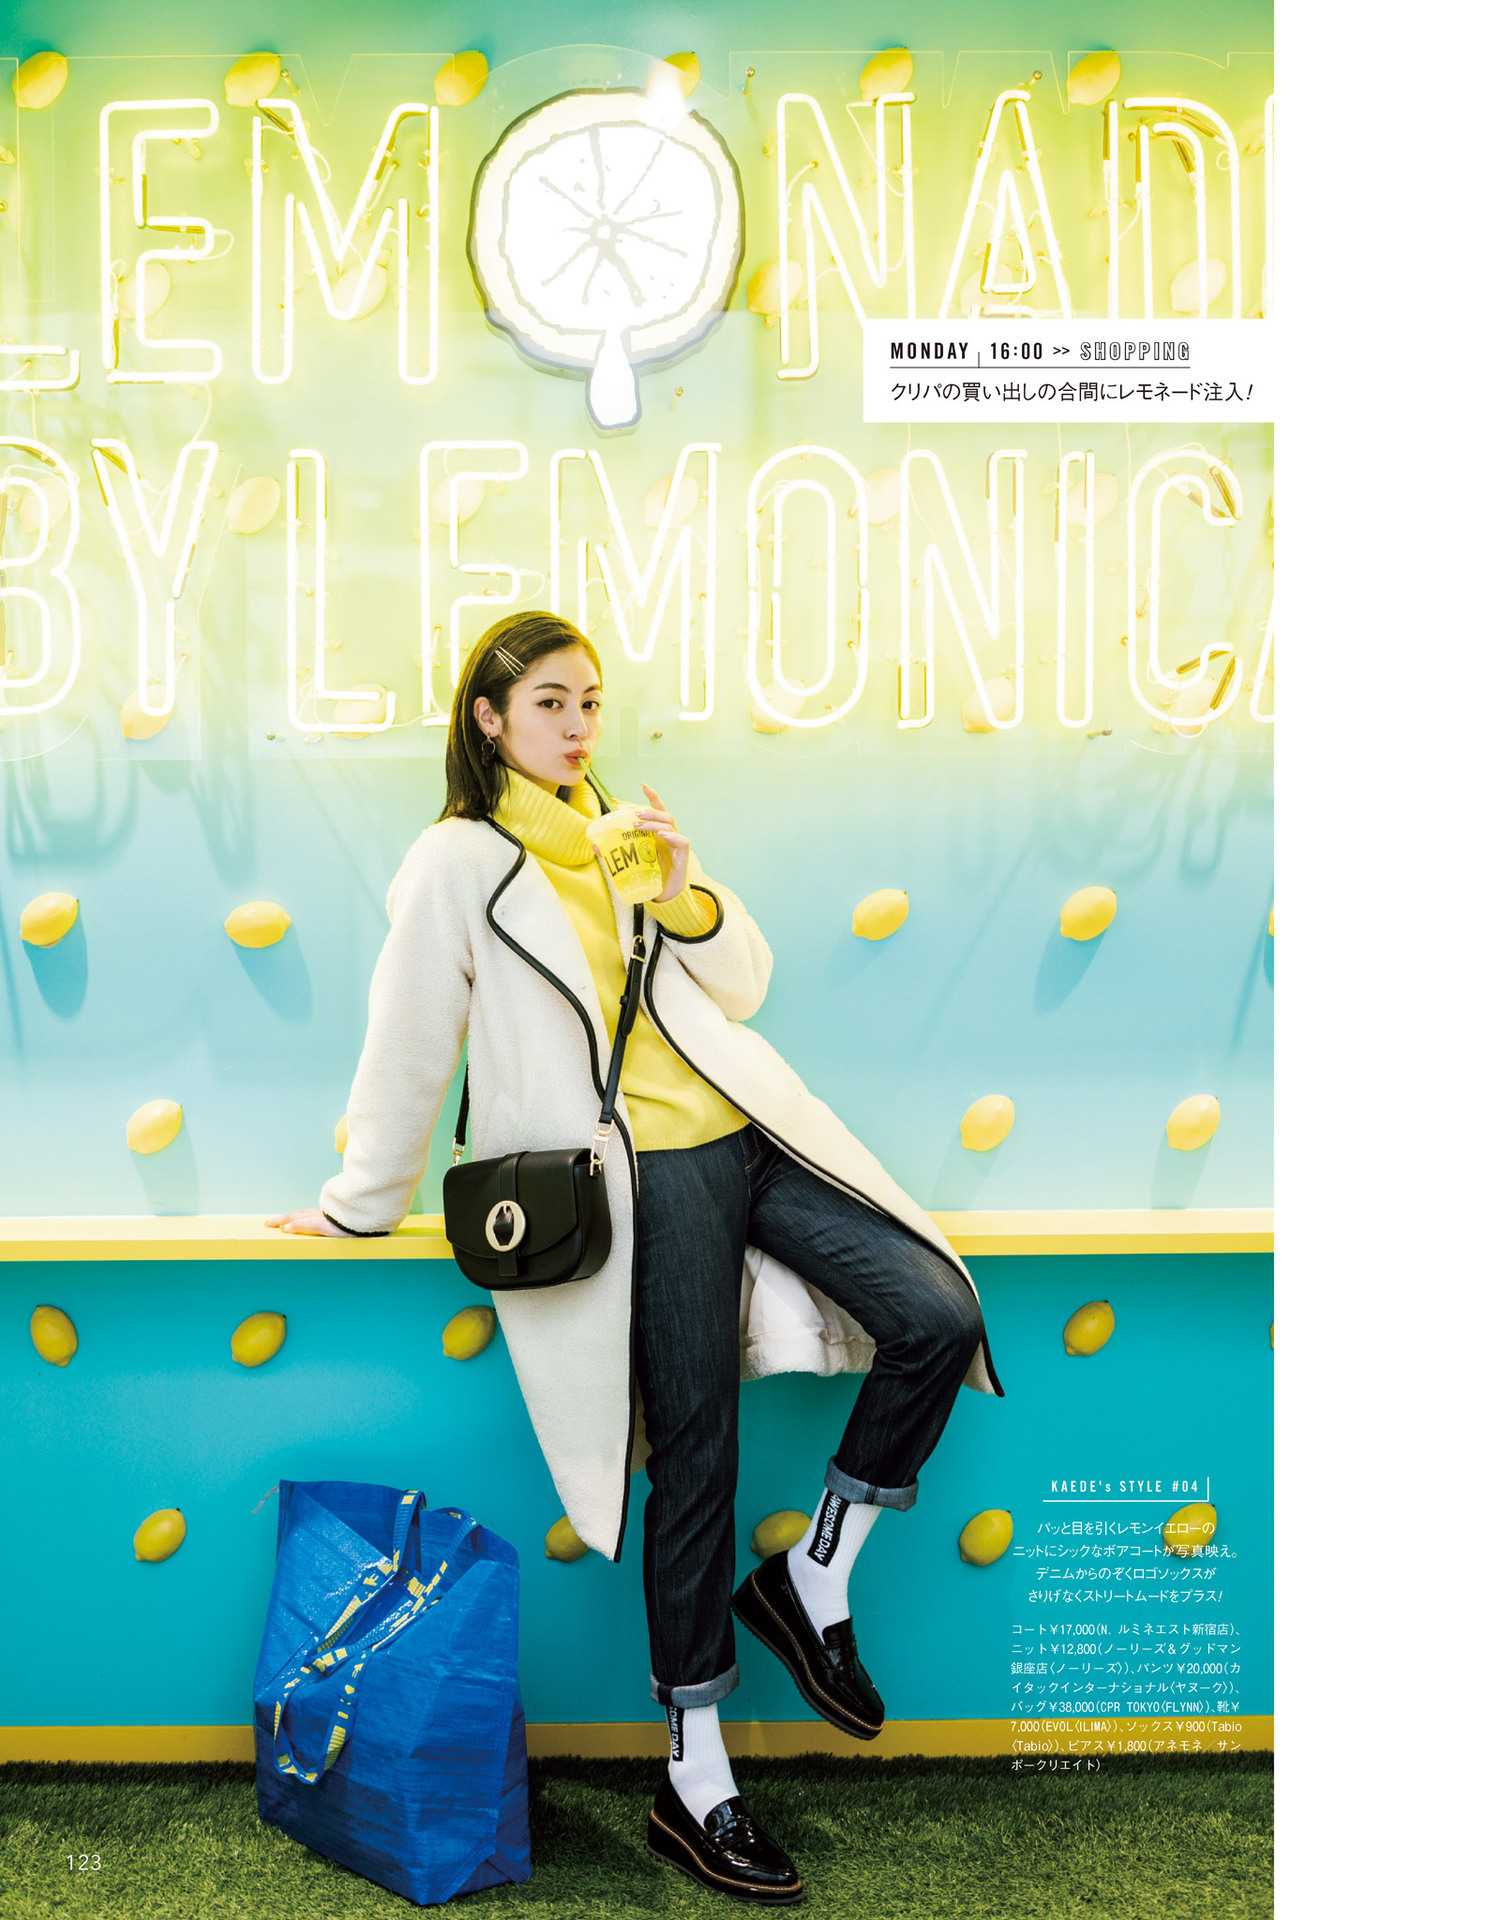 LEM NAD
BY LEMONICA
MONDAY 16:00 >> SHOPPING
クリパの買い出しの合間にレモネード注入!
ORIGINAL
LEM
AWESOME DAY
SOME DAY
KAEDE's STYLE #04
パッと目を引くレモンイエローの
ニットにシックなボアコートが写真映え。
デニムからのぞくロゴソックスが
さりげなくストリートムードをプラス!
コート¥17,000(N. ルミネエスト新宿店)、
ニット¥12,800(ノーリーズ&グッドマン
銀座店〈ノーリーズ〉)、パンツ¥20,000(カ
イタックインターナショナル〈ヤヌーク〉)、
バッグ¥38,000(CPR TOKYO〈FLYNN〉)、靴¥
7,000(EVOL〈ILIMA〉)、ソックス¥900(Tabio
〈Tabio〉)、ピアス¥1,800(アネモネ/サン
ポークリエイト)
123